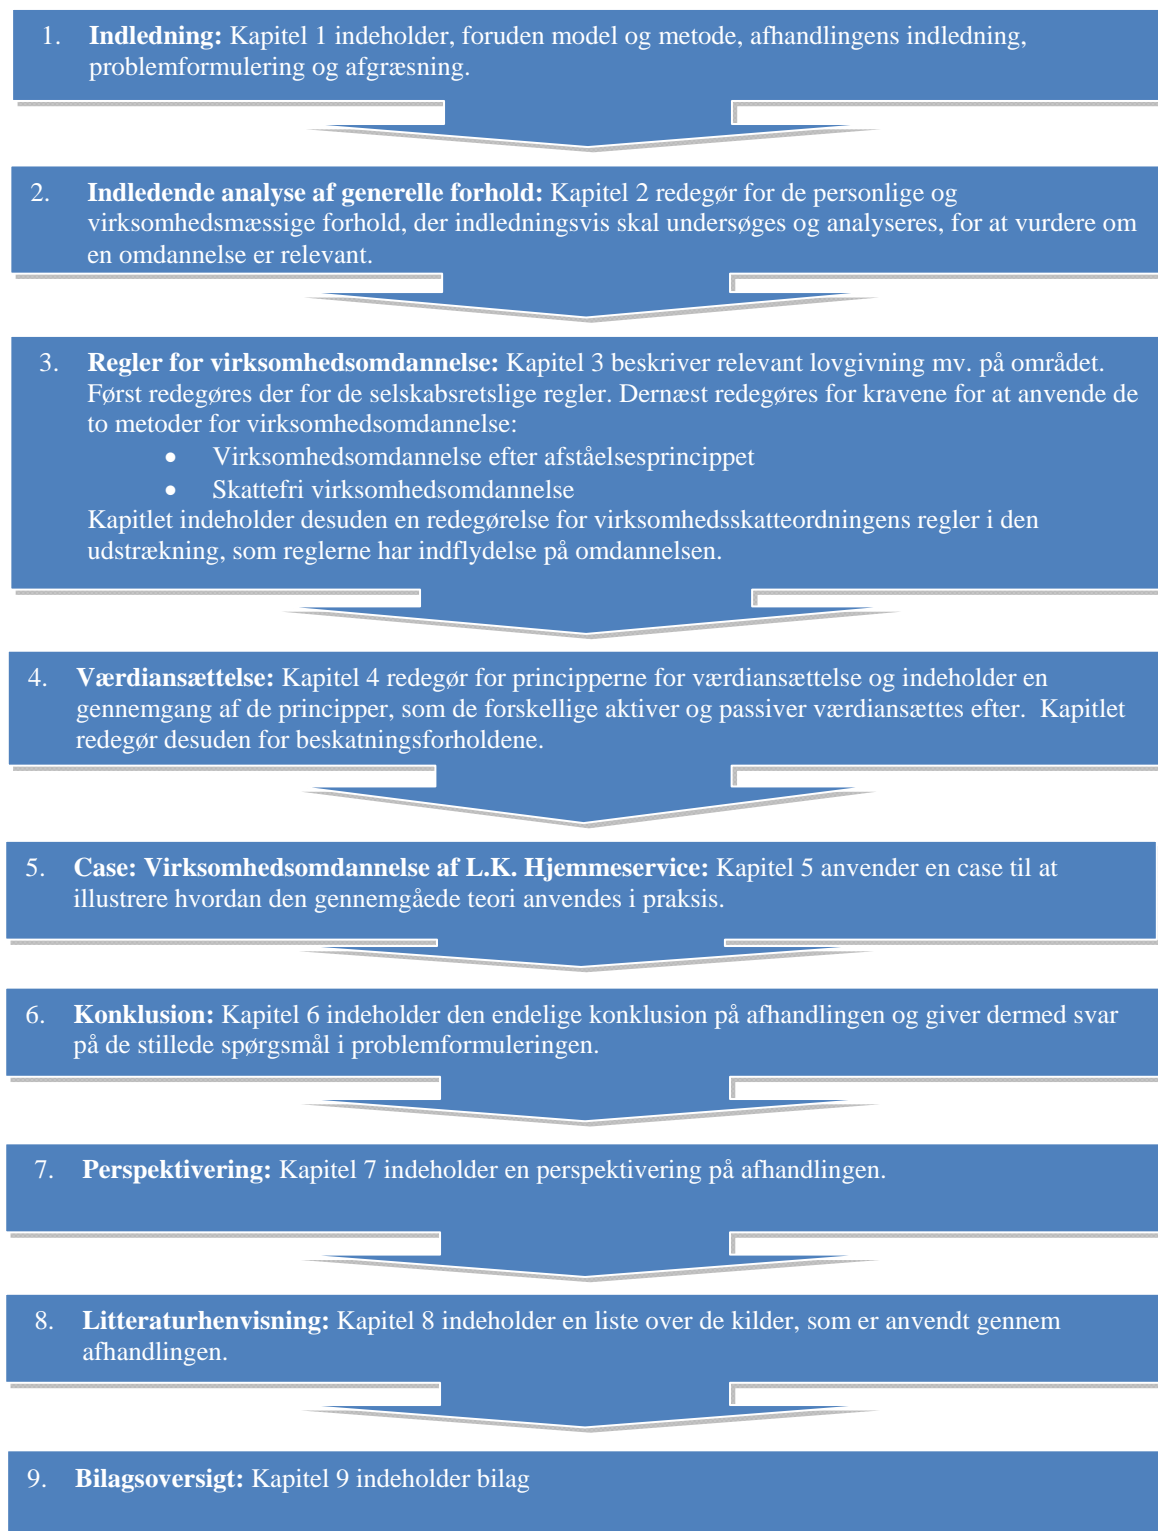 1. Indledning: Kapitel 1 indeholder, foruden model og metode, afhandlingens indledning,
problemformulering og afgræsning.
2. Indledende analyse af generelle forhold: Kapitel 2 redegør for de personlige og
virksomhedsmæssige forhold, der indledningsvis skal undersøges og analyseres, for at vurdere om
en omdannelse er relevant.
3. Regler for virksomhedsomdannelse: Kapitel 3 beskriver relevant lovgivning mv. på området.
Først redegøres der for de selskabsretslige regler. Dernæst redegøres for kravene for at anvende de
to metoder for virksomhedsomdannelse:
• Virksomhedsomdannelse efter afståelsesprincippet
• Skattefri virksomhedsomdannelse
Kapitlet indeholder desuden en redegørelse for virksomhedsskatteordningens regler i den
udstrækning, som reglerne har indflydelse på omdannelsen.
4. Værdiansættelse: Kapitel 4 redegør for principperne for værdiansættelse og indeholder en
gennemgang af de principper, som de forskellige aktiver og passiver værdiansættes efter. Kapitlet
redegør desuden for beskatningsforholdene.
5. Case: Virksomhedsomdannelse af L.K. Hjemmeservice: Kapitel 5 anvender en case til at
illustrere hvordan den gennemgåede teori anvendes i praksis.
6. Konklusion: Kapitel 6 indeholder den endelige konklusion på afhandlingen og giver dermed svar
på de stillede spørgsmål i problemformuleringen.
7. Perspektivering: Kapitel 7 indeholder en perspektivering på afhandlingen.
8. Litteraturhenvisning: Kapitel 8 indeholder en liste over de kilder, som er anvendt gennem
afhandlingen.
9. Bilagsoversigt: Kapitel 9 indeholder bilag